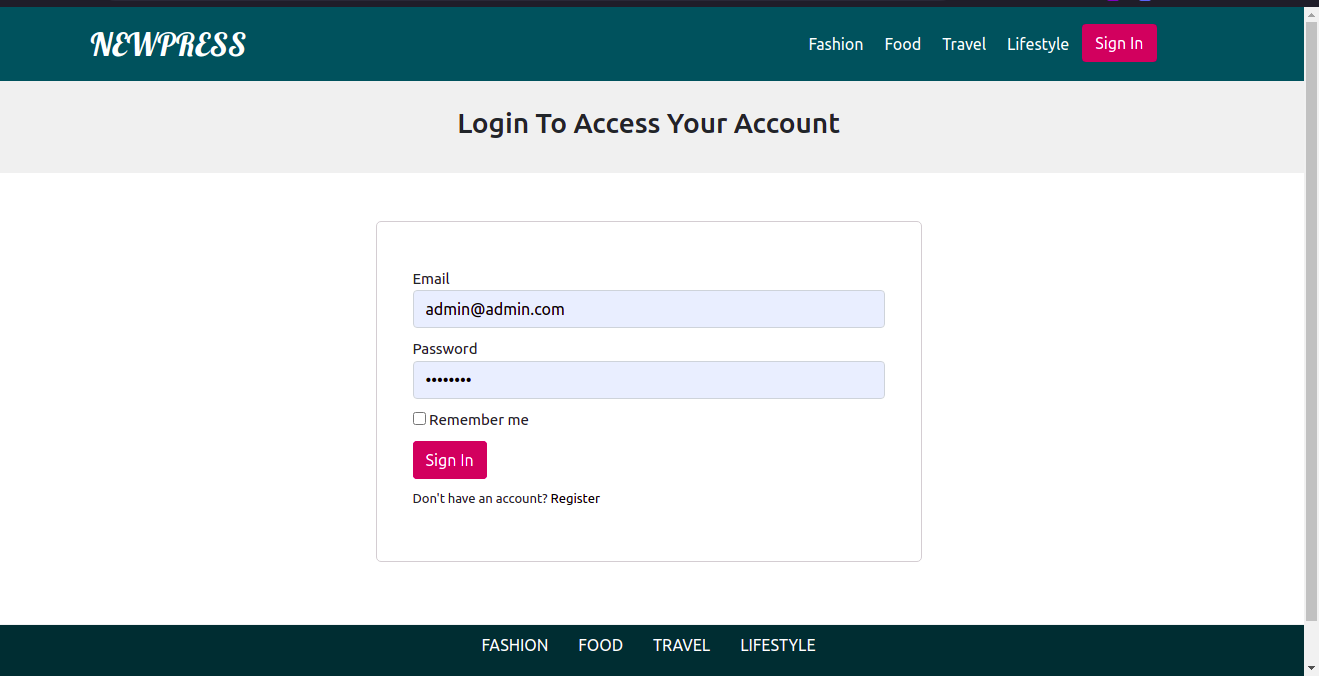 NEWPRESS
Fashion Food Travel Lifestyle Sign In
Login To Access Your Account
Email
admin@admin.com
Password
••••••••
Remember me
Sign In
Don't have an account? Register
FASHION FOOD TRAVEL LIFESTYLE